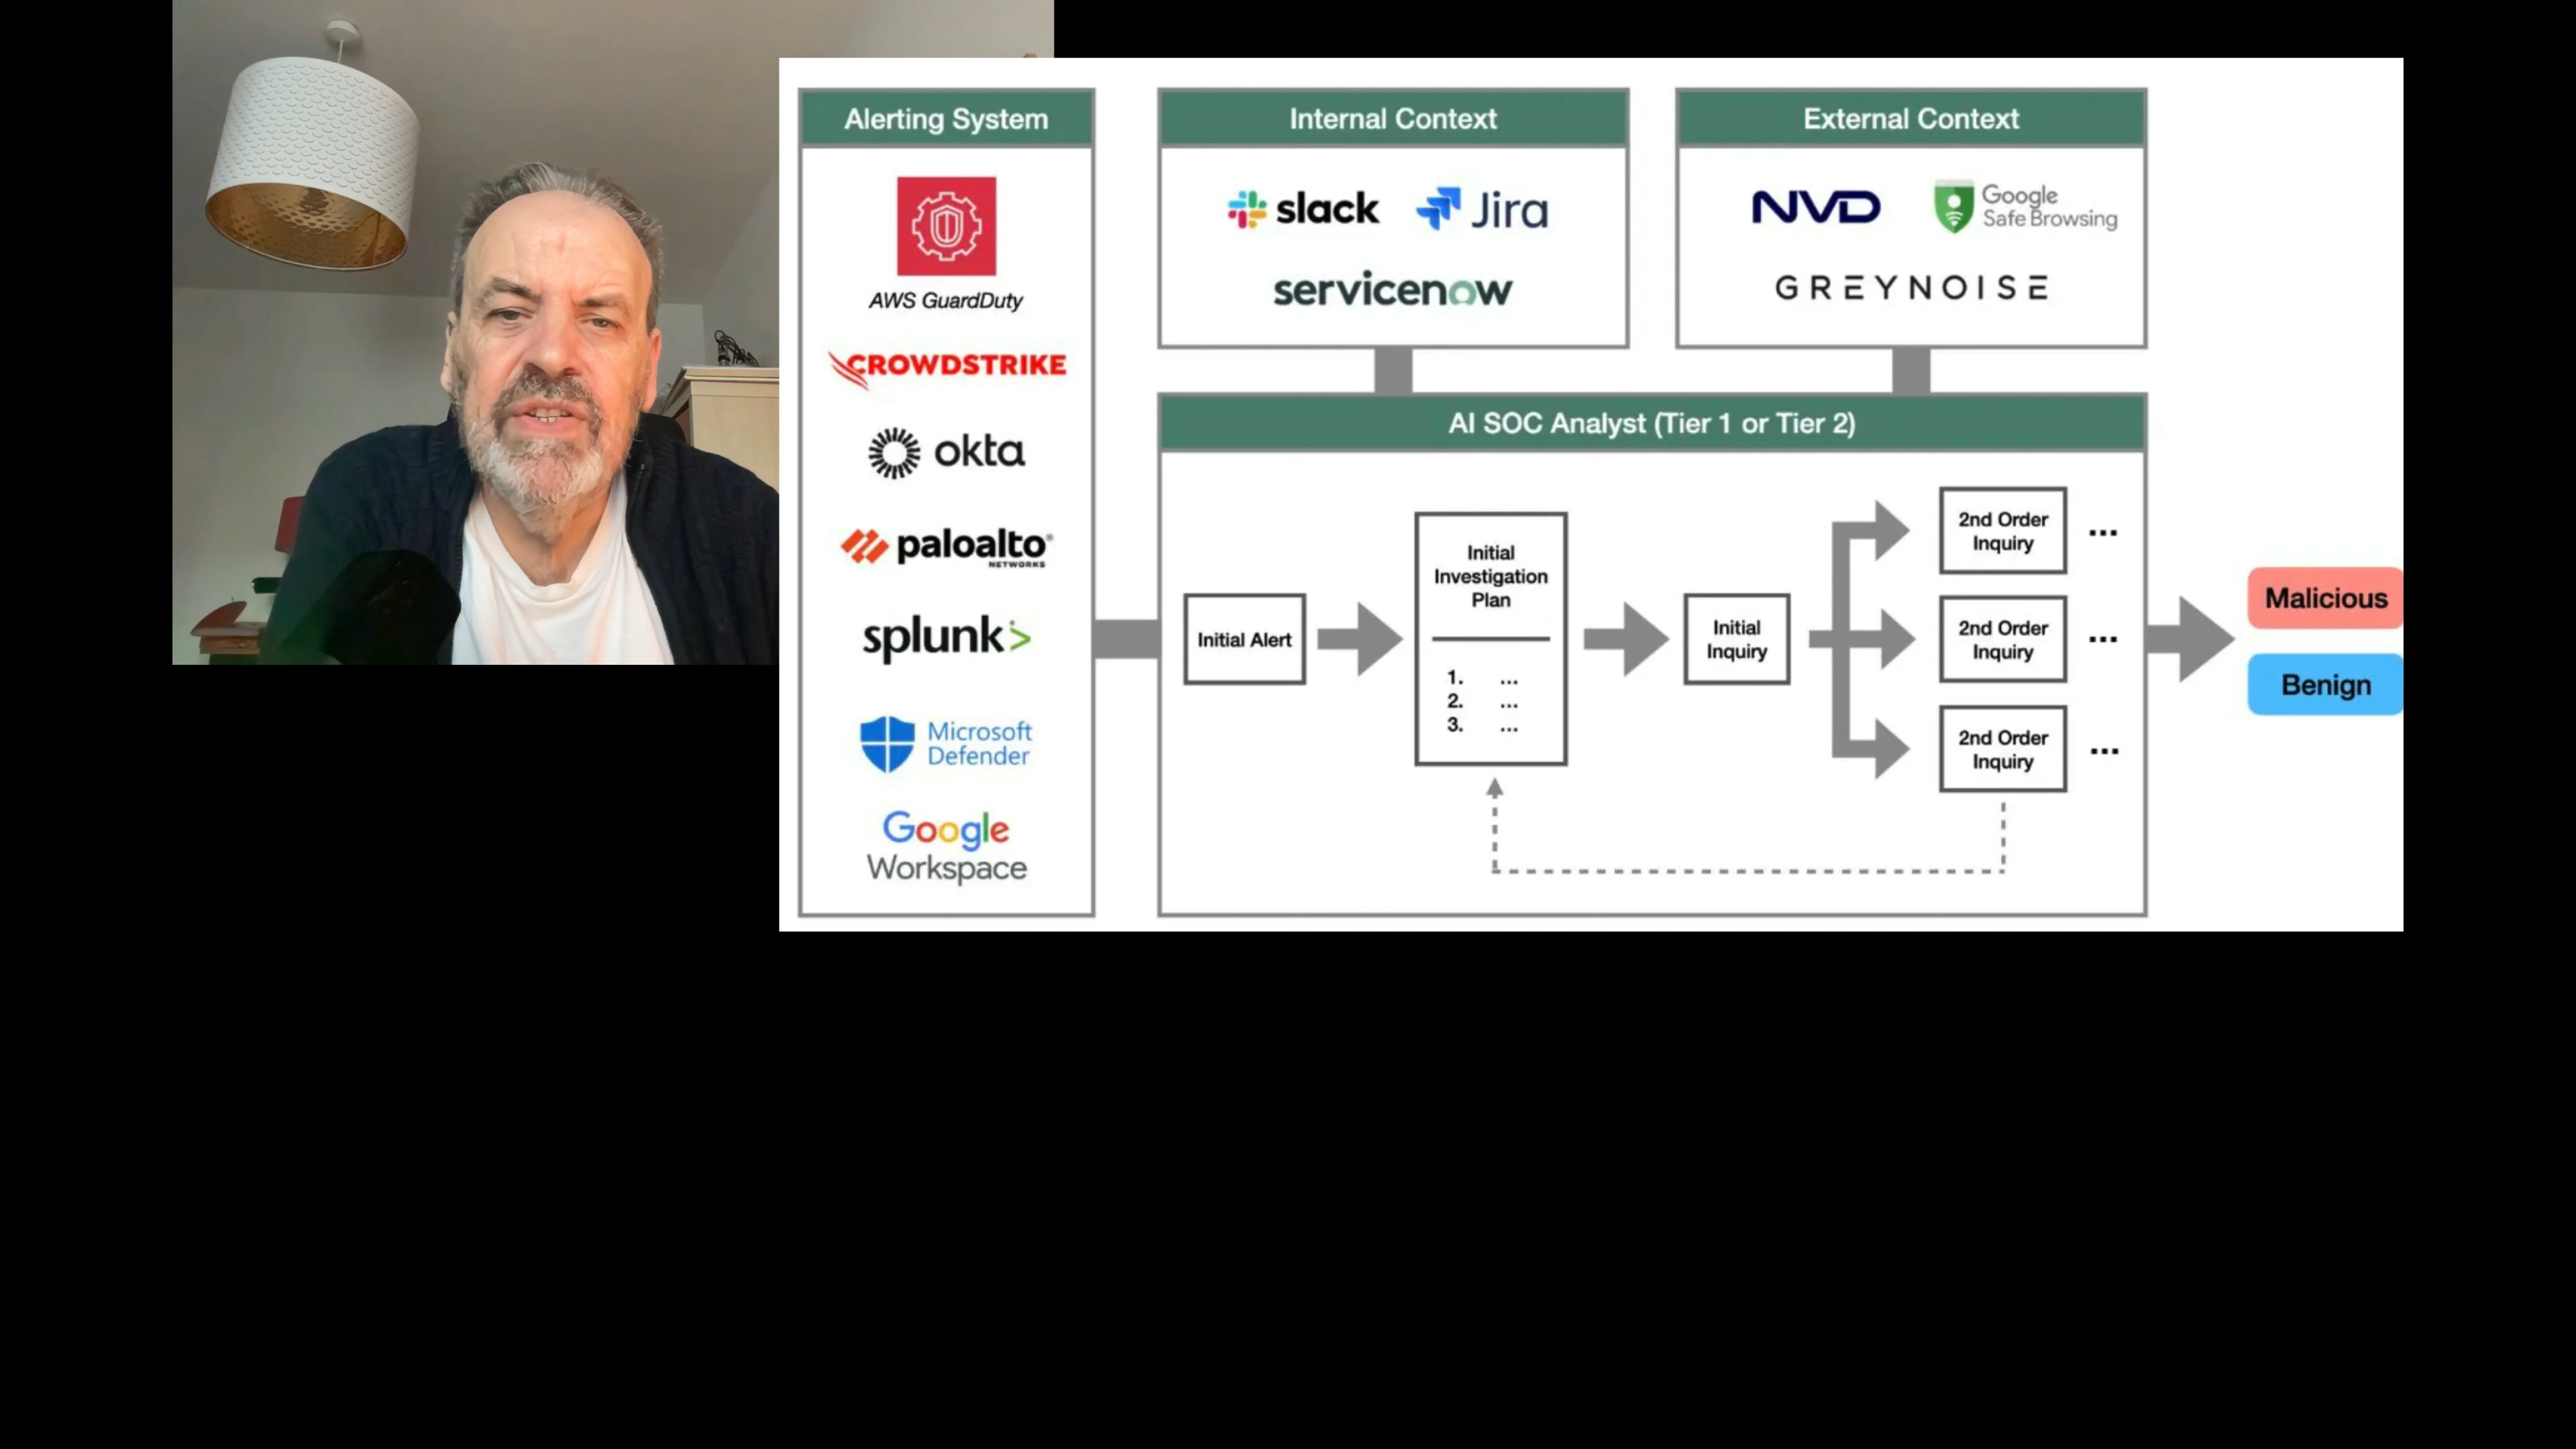 Alerting System
AWS GuardDuty
CROWDSTRIKE
okta
paloalto®
NETWORKS
splunk>
Microsoft
Defender
Google
Workspace
Internal Context
slack
Jira
servicenow
External Context
NVD
Google
Safe Browsing
GREYNOISE
AI SOC Analyst (Tier 1 or Tier 2)
Initial Alert
Initial
Investigation
Plan
1. ...
2. ...
3. ...
Initial
Inquiry
2nd Order
Inquiry
...
2nd Order
Inquiry
...
2nd Order
Inquiry
...
Malicious
Benign